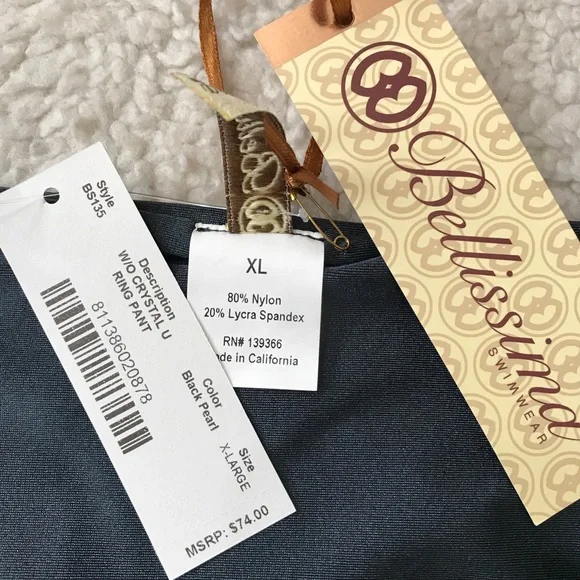 Style
BS135
Description
W/O CRYSTAL U
RING PANT
811386020878
Color
Black Pearl
Size
X-LARGE
MSRP: $74.00
XL
80% Nylon
20% Lycra Spandex
RN# 139366
de in California
Bellissima
SWIMWEAR